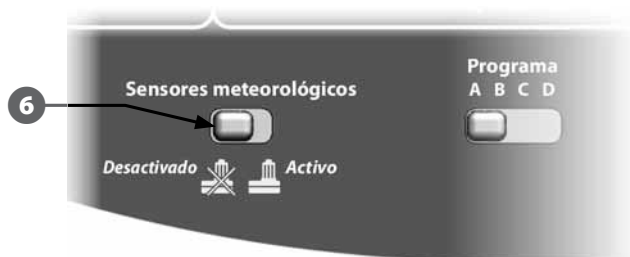 Programa
Sensores meteorológicos
A B C D
6
Desactivado
Activo